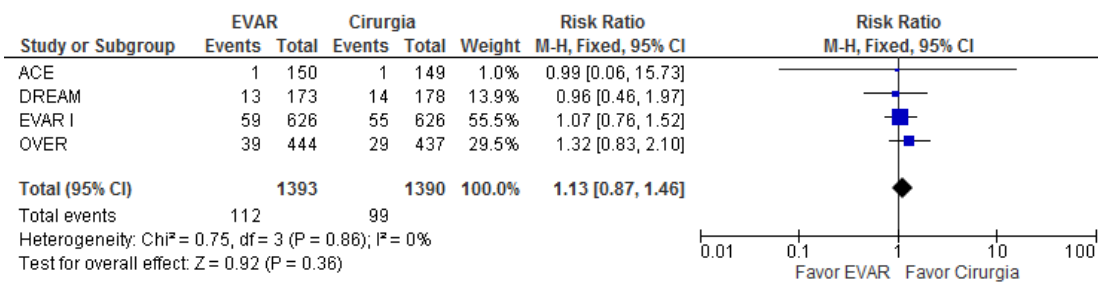 EVAR Cirurgia Risk Ratio Risk Ratio
Study or Subgroup Events Total Events Total Weight M-H, Fixed, 95% CI M-H, Fixed, 95% CI
ACE 1 150 1 149 1.0% 0.99 [0.06, 15.73]
DREAM 13 173 14 178 13.9% 0.96 [0.46, 1.97]
EVAR I 59 626 55 626 55.5% 1.07 [0.76, 1.52]
OVER 39 444 29 437 29.5% 1.32 [0.83, 2.10]
Total (95% CI) 1393 1390 100.0% 1.13 [0.87, 1.46]
Total events 112 99
Heterogeneity: Chi² = 0.75, df = 3 (P = 0.86); I² = 0%
Test for overall effect: Z = 0.92 (P = 0.36)
0.01 0.1 1 10 100
Favor EVAR Favor Cirurgia